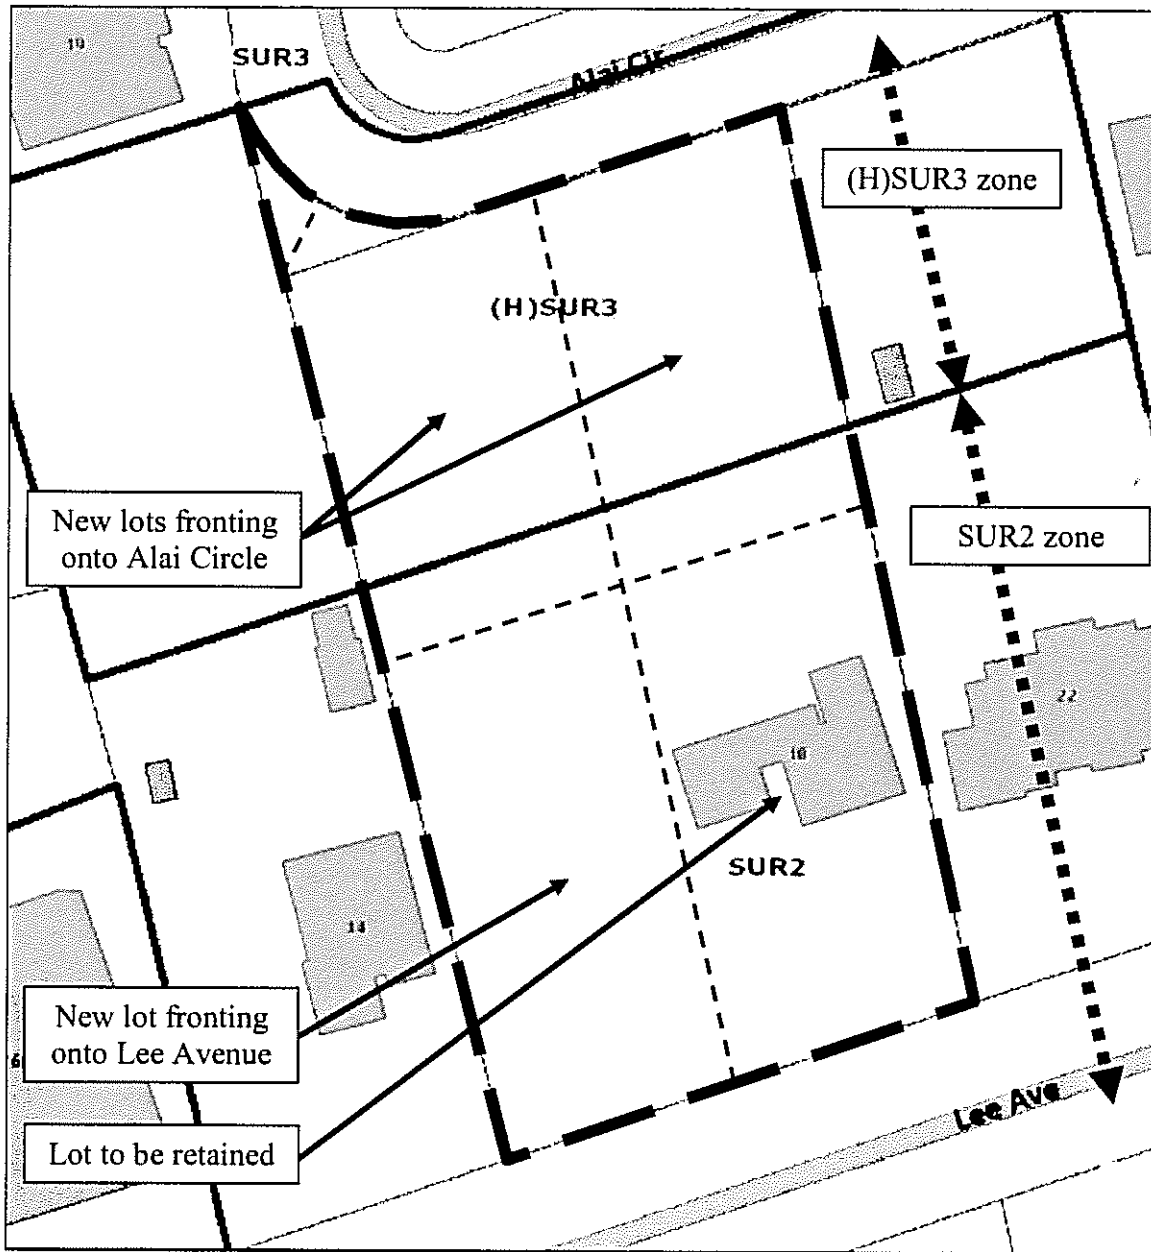 10
SUR3
Alai Cir
(H)SUR3 zone
(H)SUR3
New lots fronting
onto Alai Circle
SUR2 zone
22
18
SUR2
14
New lot fronting
onto Lee Avenue
6
Lee Ave
Lot to be retained